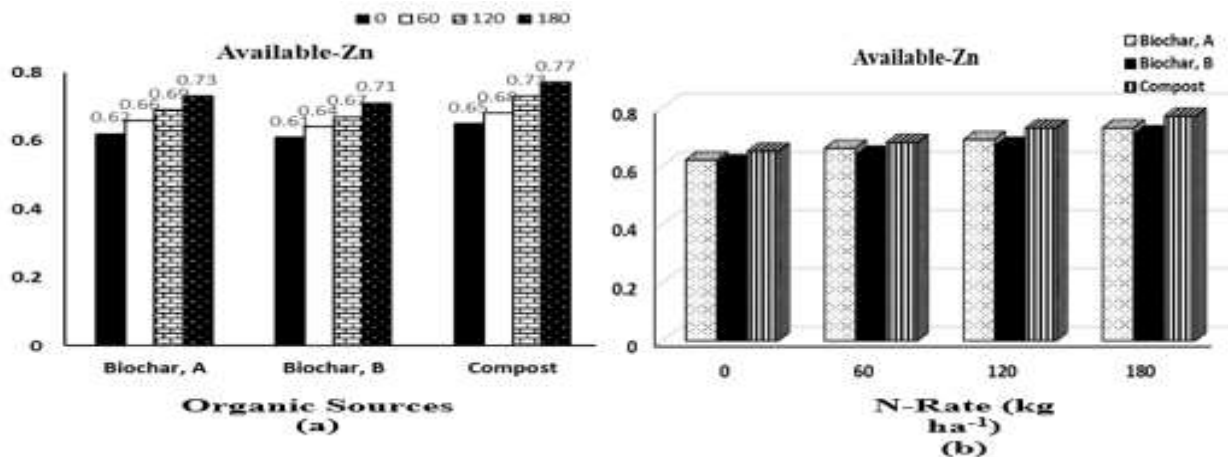 0 60 120 180
Available-Zn
0.8
0.6
0.4
0.2
0
0.62 0.66 0.69 0.73
0.61 0.64 0.67 0.71
0.65 0.68 0.73 0.77
Biochar, A Biochar, B Compost
Organic Sources
(a)
Biochar, A
Biochar, B
Compost
Available-Zn
0.8
0.6
0.4
0.2
0
0 60 120 180
N-Rate (kg
ha⁻¹)
(b)